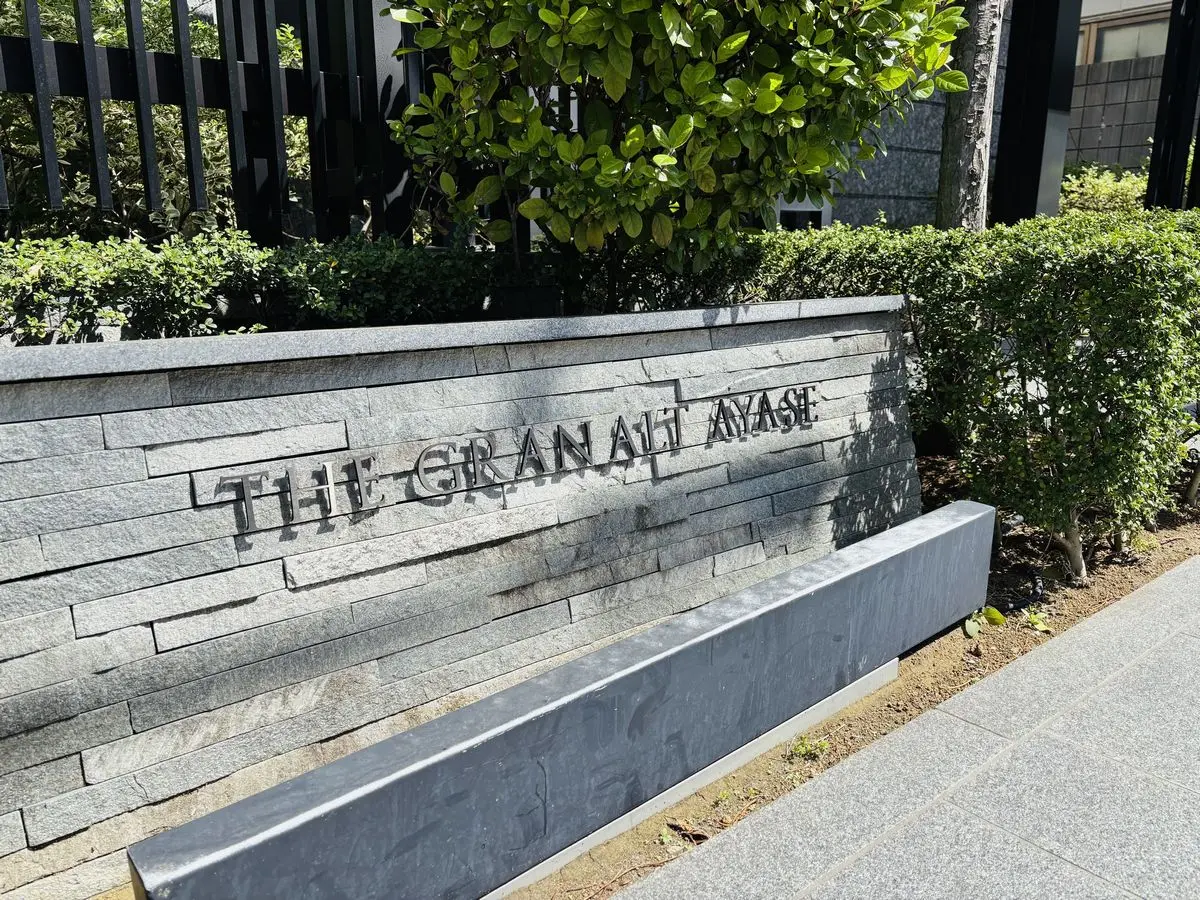 THE GRAN ALT AYASE